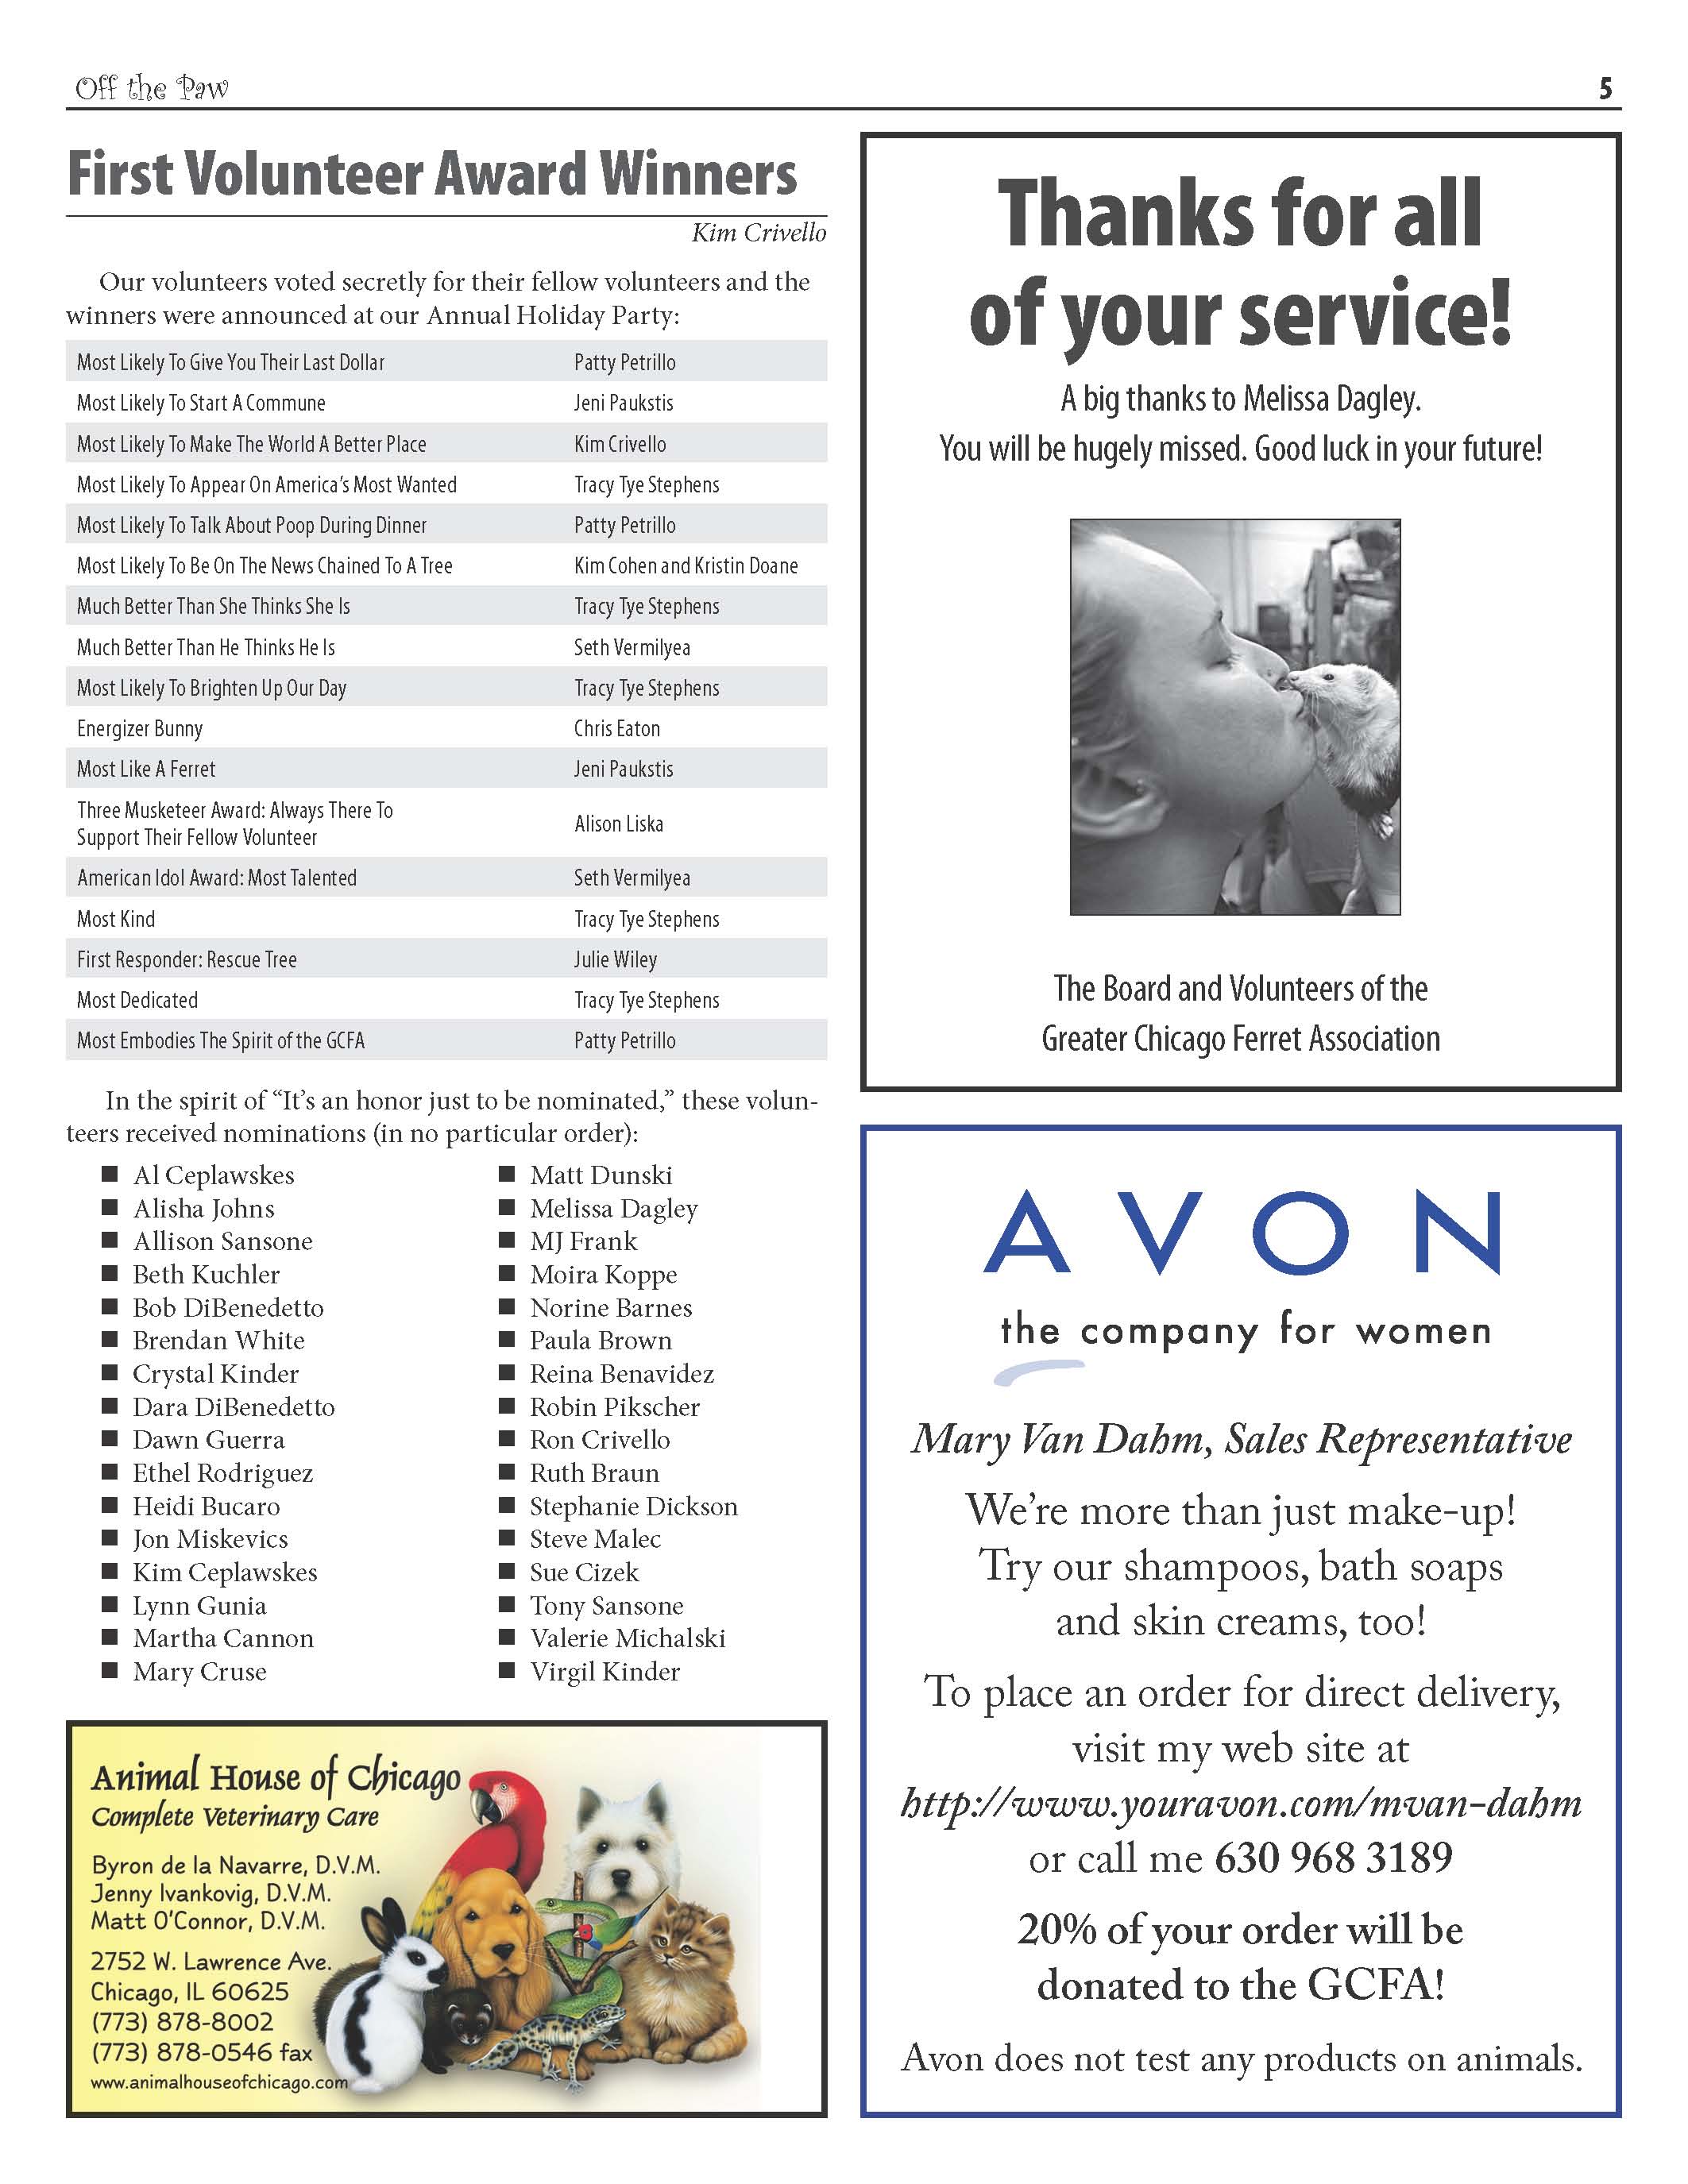 Off the Paw
5
First Volunteer Award Winners
Kim Crivello
Our volunteers voted secretly for their fellow volunteers and the
winners were announced at our Annual Holiday Party:
Most Likely To Give You Their Last Dollar Patty Petrillo
Most Likely To Start A Commune Jeni Paukstis
Most Likely To Make The World A Better Place Kim Crivello
Most Likely To Appear On America’s Most Wanted Tracy Tye Stephens
Most Likely To Talk About Poop During Dinner Patty Petrillo
Most Likely To Be On The News Chained To A Tree Kim Cohen and Kristin Doane
Much Better Than She Thinks She Is Tracy Tye Stephens
Much Better Than He Thinks He Is Seth Vermilyea
Most Likely To Brighten Up Our Day Tracy Tye Stephens
Energizer Bunny Chris Eaton
Most Like A Ferret Jeni Paukstis
Three Musketeer Award: Always There To
Support Their Fellow Volunteer
Alison Liska
American Idol Award: Most Talented Seth Vermilyea
Most Kind Tracy Tye Stephens
First Responder: Rescue Tree Julie Wiley
Most Dedicated Tracy Tye Stephens
Most Embodies The Spirit of the GCFA Patty Petrillo
In the spirit of “It’s an honor just to be nominated,” these volun-
teers received nominations (in no particular order):
■ Al Ceplawskes
■ Alisha Johns
■ Allison Sansone
■ Beth Kuchler
■ Bob DiBenedetto
■ Brendan White
■ Crystal Kinder
■ Dara DiBenedetto
■ Dawn Guerra
■ Ethel Rodriguez
■ Heidi Bucaro
■ Jon Miskevics
■ Kim Ceplawskes
■ Lynn Gunia
■ Martha Cannon
■ Mary Cruse
■ Matt Dunski
■ Melissa Dagley
■ MJ Frank
■ Moira Koppe
■ Norine Barnes
■ Paula Brown
■ Reina Benavidez
■ Robin Pikscher
■ Ron Crivello
■ Ruth Braun
■ Stephanie Dickson
■ Steve Malec
■ Sue Cizek
■ Tony Sansone
■ Valerie Michalski
■ Virgil Kinder
Animal House of Chicago
Complete Veterinary Care
Byron de la Navarre, D.V.M.
Jenny Ivankovig, D.V.M.
Matt O’Connor, D.V.M.
2752 W. Lawrence Ave.
Chicago, IL 60625
(773) 878-8002
(773) 878-0546 fax
www.animalhouseofchicago.com
Thanks for all
of your service!
A big thanks to Melissa Dagley.
You will be hugely missed. Good luck in your future!
The Board and Volunteers of the
Greater Chicago Ferret Association
AVON
the company for women
Mary Van Dahm, Sales Representative
We’re more than just make-up!
Try our shampoos, bath soaps
and skin creams, too!
To place an order for direct delivery,
visit my web site at
http://www.youravon.com/mvan-dahm
or call me 630 968 3189
20% of your order will be
donated to the GCFA!
Avon does not test any products on animals.